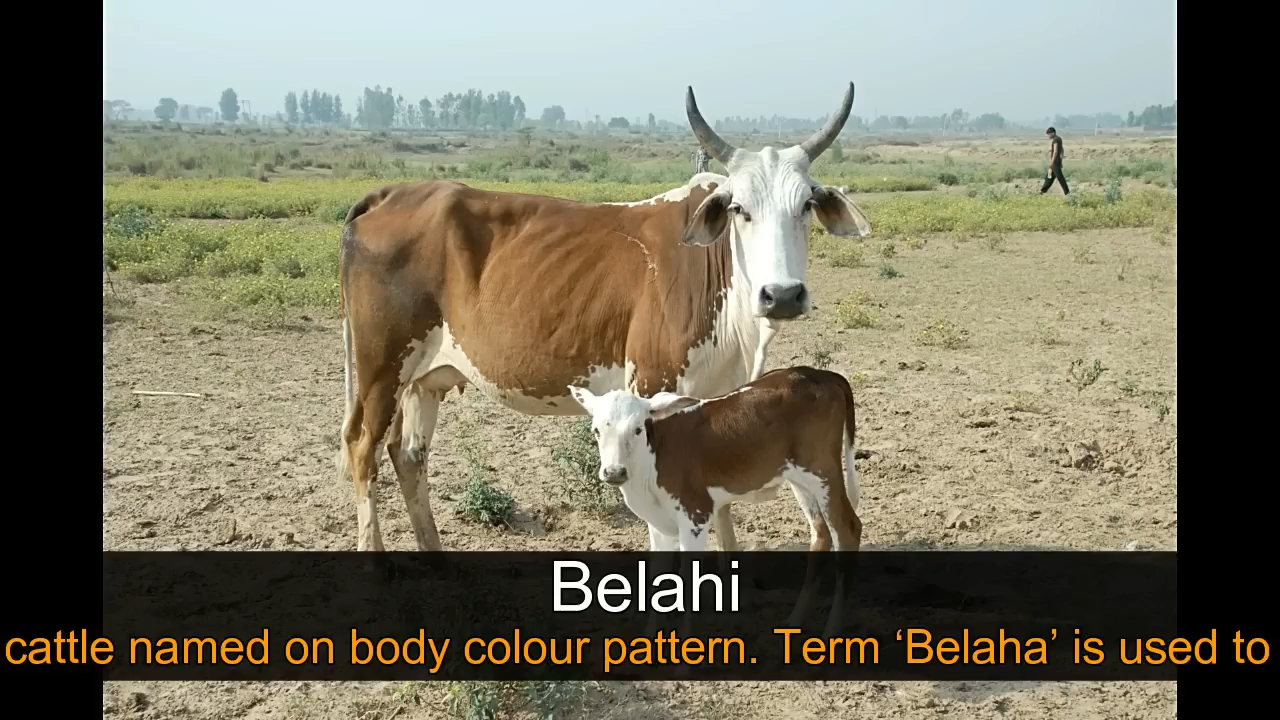 Belahi
cattle named on body colour pattern. Term ‘Belaha’ is used to